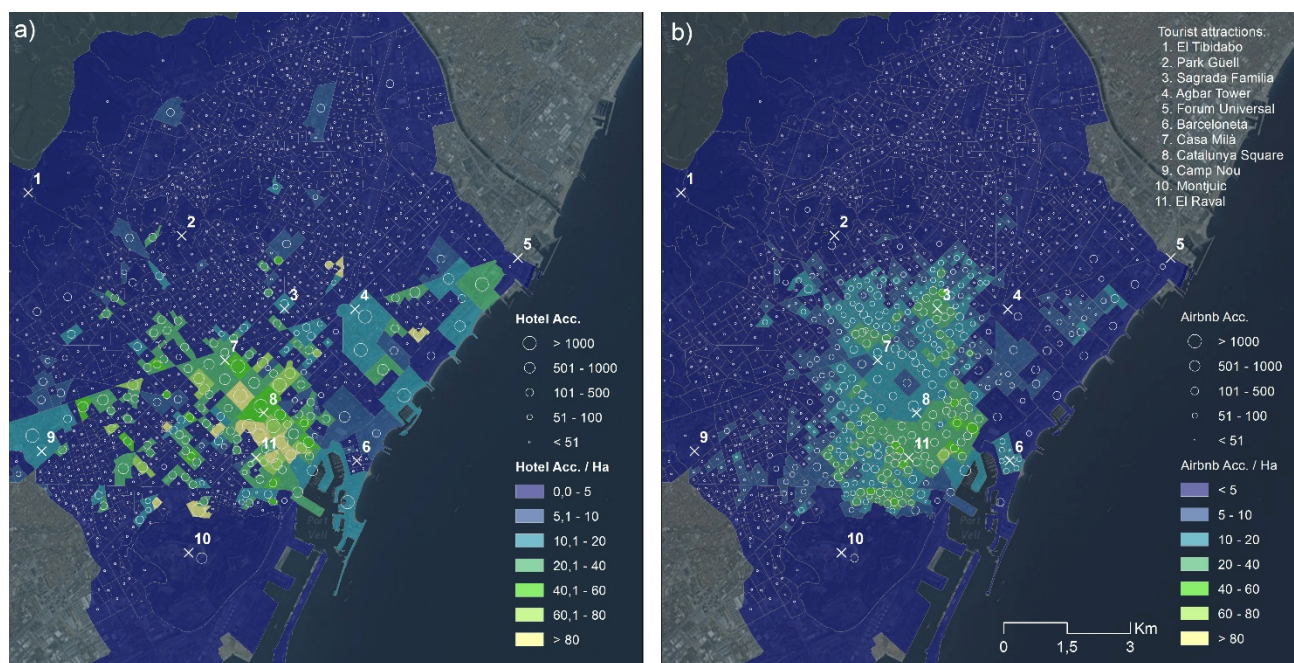 a)
1
2
3
4
5
6
7
8
9
10
11
Port
Vell
Hotel Acc.
> 1000
501 - 1000
101 - 500
51 - 100
< 51
Hotel Acc. / Ha
0,0 - 5
5,1 - 10
10,1 - 20
20,1 - 40
40,1 - 60
60,1 - 80
> 80
b)
Tourist attractions:
1. El Tibidabo
2. Park Güell
3. Sagrada Familia
4. Agbar Tower
5. Forum Universal
6. Barceloneta
7. Casa Milà
8. Catalunya Square
9. Camp Nou
10. Montjuic
11. El Raval
1
2
3
4
5
6
7
8
9
10
11
Port
Vell
Airbnb Acc.
> 1000
501 - 1000
101 - 500
51 - 100
< 51
Airbnb Acc. / Ha
< 5
5 - 10
10 - 20
20 - 40
40 - 60
60 - 80
> 80
Km
0 1,5 3